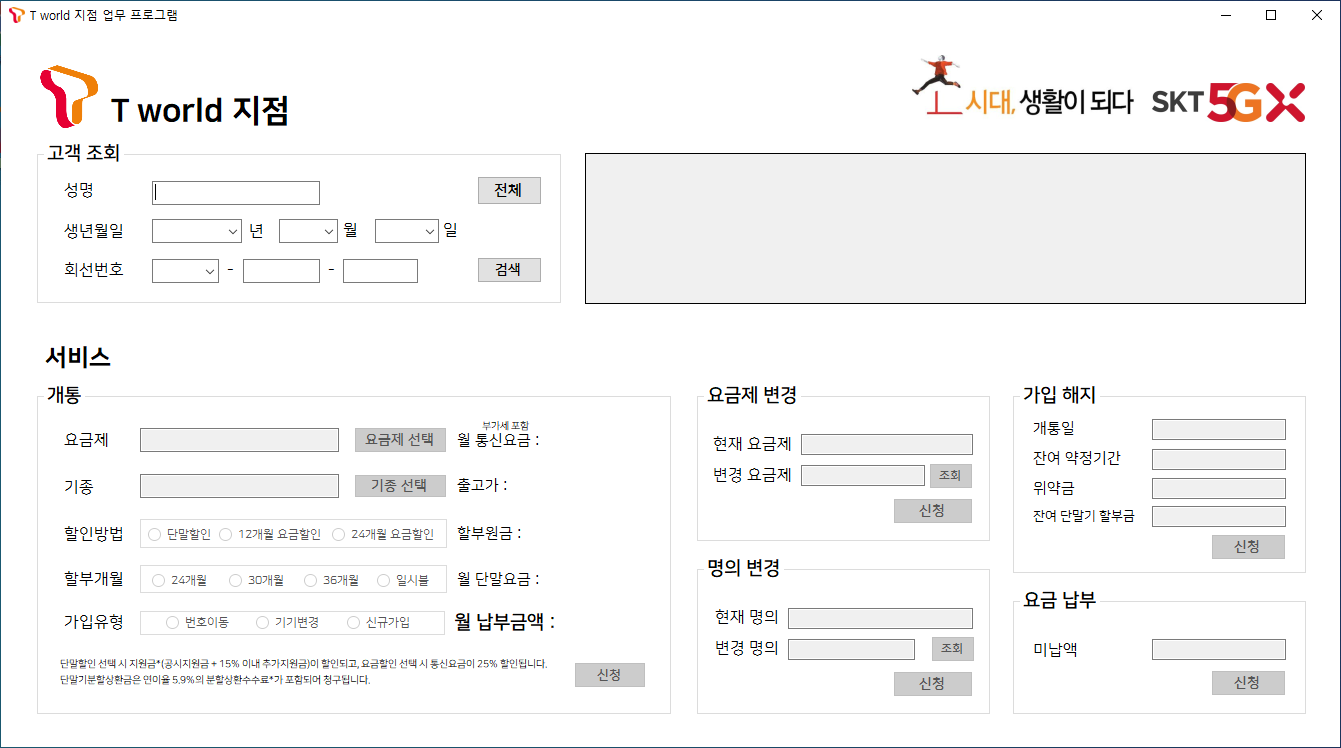 T world 지점 업무 프로그램
T world 지점
시대, 생활이 되다 SKT 5GX
고객 조회
성명
전체
생년월일 년 월 일
회선번호 - -
검색
서비스
개통
요금제
요금제 선택
부가세 포함
월 통신요금 :
기종
기종 선택
출고가 :
할인방법
단말할인 12개월 요금할인 24개월 요금할인
할부원금 :
할부개월
24개월 30개월 36개월 일시불
월 단말요금 :
가입유형
번호이동 기기변경 신규가입
월 납부금액 :
단말할인 선택 시 지원금*(공시지원금 + 15% 이내 추가지원금)이 할인되고, 요금할인 선택 시 통신요금이 25% 할인됩니다.
단말기분할상환금은 연이율 5.9%의 분할상환수수료*가 포함되어 청구됩니다.
신청
요금제 변경
현재 요금제
변경 요금제
조회
신청
명의 변경
현재 명의
변경 명의
조회
신청
가입 해지
개통일
잔여 약정기간
위약금
잔여 단말기 할부금
신청
요금 납부
미납액
신청